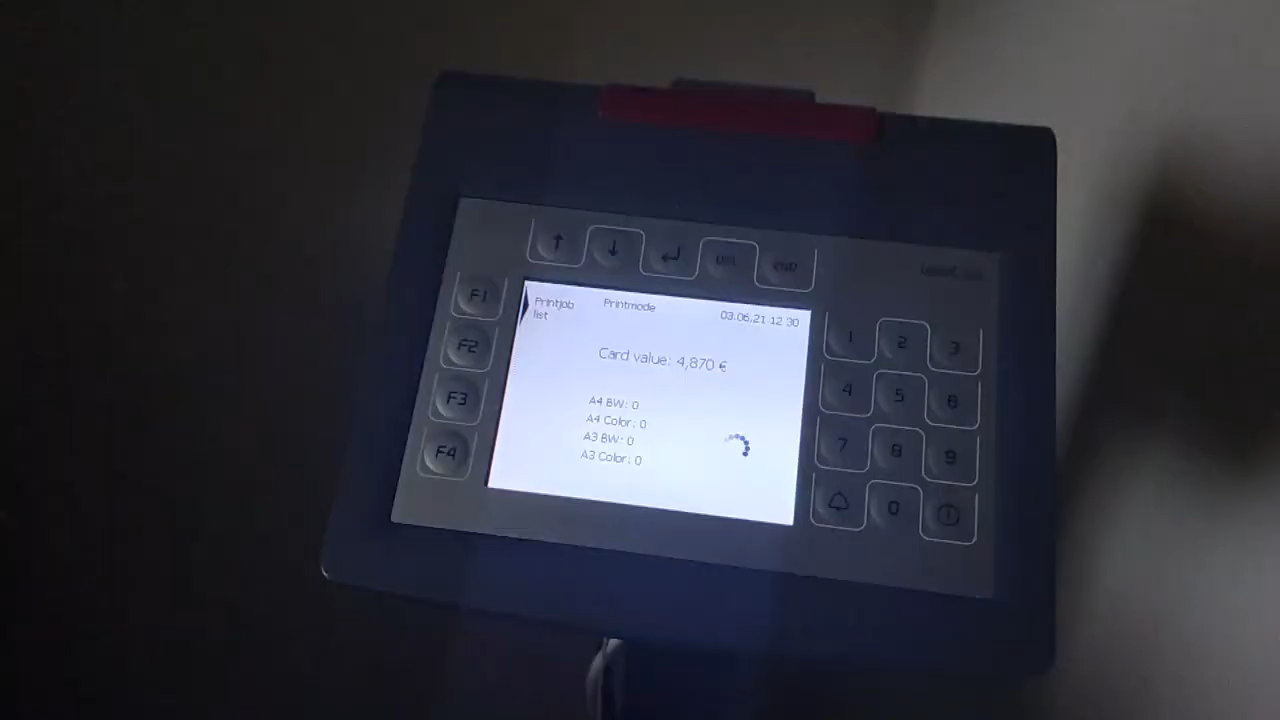 F1
F2
F3
F4
DEL
END
Printjob list
Printmode
03.06.21 12 30
Card value: 4,870 €
A4 BW: 0
A4 Color: 0
A3 BW: 0
A3 Color: 0
1 2 3
4 5 6
7 8 9
0